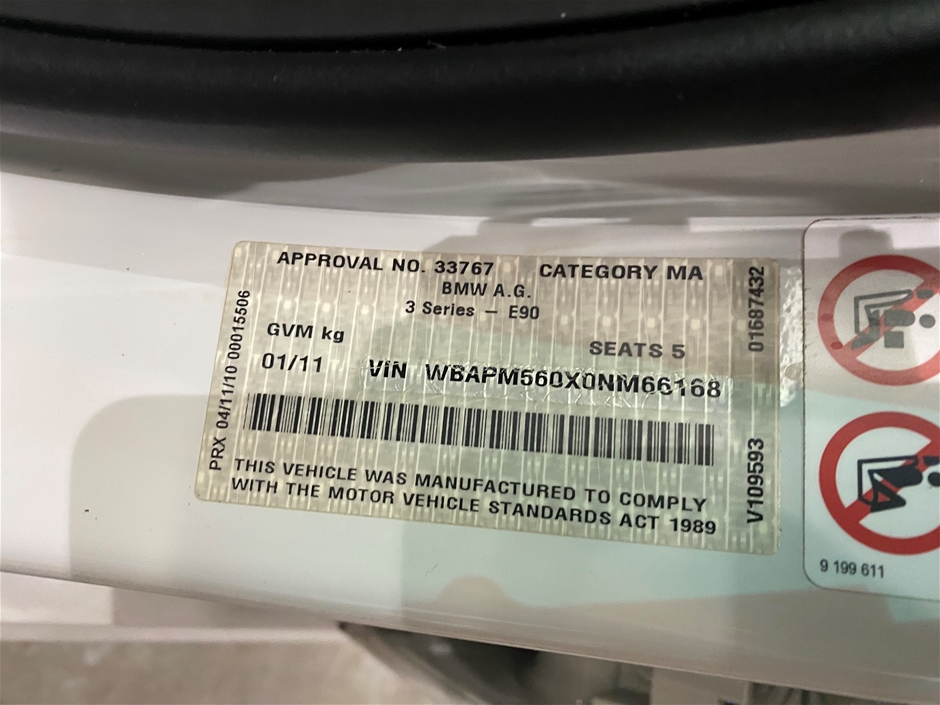 APPROVAL NO. 33767 CATEGORY MA
BMW A.G.
3 Series – E90
GVM kg
SEATS 5
01/11 VIN WBAPM560X0NM66168
THIS VEHICLE WAS MANUFACTURED TO COMPLY
WITH THE MOTOR VEHICLE STANDARDS ACT 1989
PRX 04/11/10 00015506
01687432
V109593
9 199 611